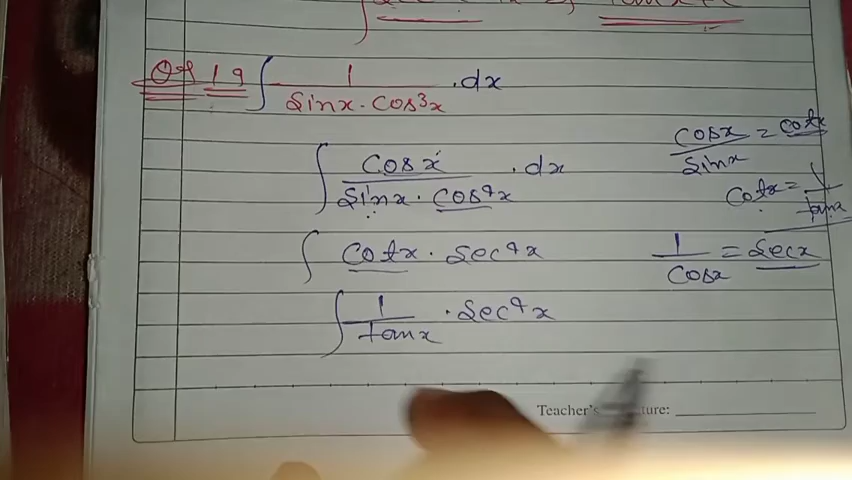 Q. 19 ∫ 1 / Sinx . Cos³x . dx
∫ Cosx / Sinx . Cos⁴x . dx
Cosx / Sinx = Cotx
Cotx = 1 / tanx
∫ Cotx . Sec⁴x
1 / Cosx = Secx
∫ 1 / tanx . Sec⁴x
Teacher's